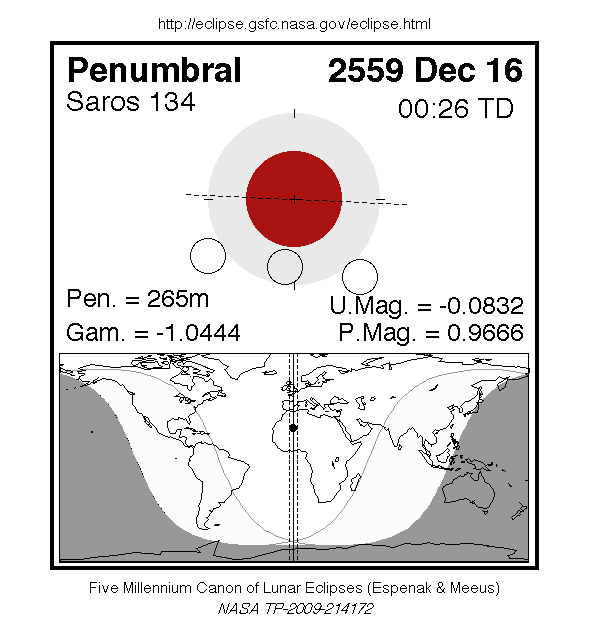 http://eclipse.gsfc.nasa.gov/eclipse.html
Penumbral 2559 Dec 16
Saros 134 00:26 TD
Pen. = 265m U.Mag. = -0.0832
Gam. = -1.0444 P.Mag. = 0.9666
Five Millennium Canon of Lunar Eclipses (Espenak & Meeus)
NASA TP-2009-214172